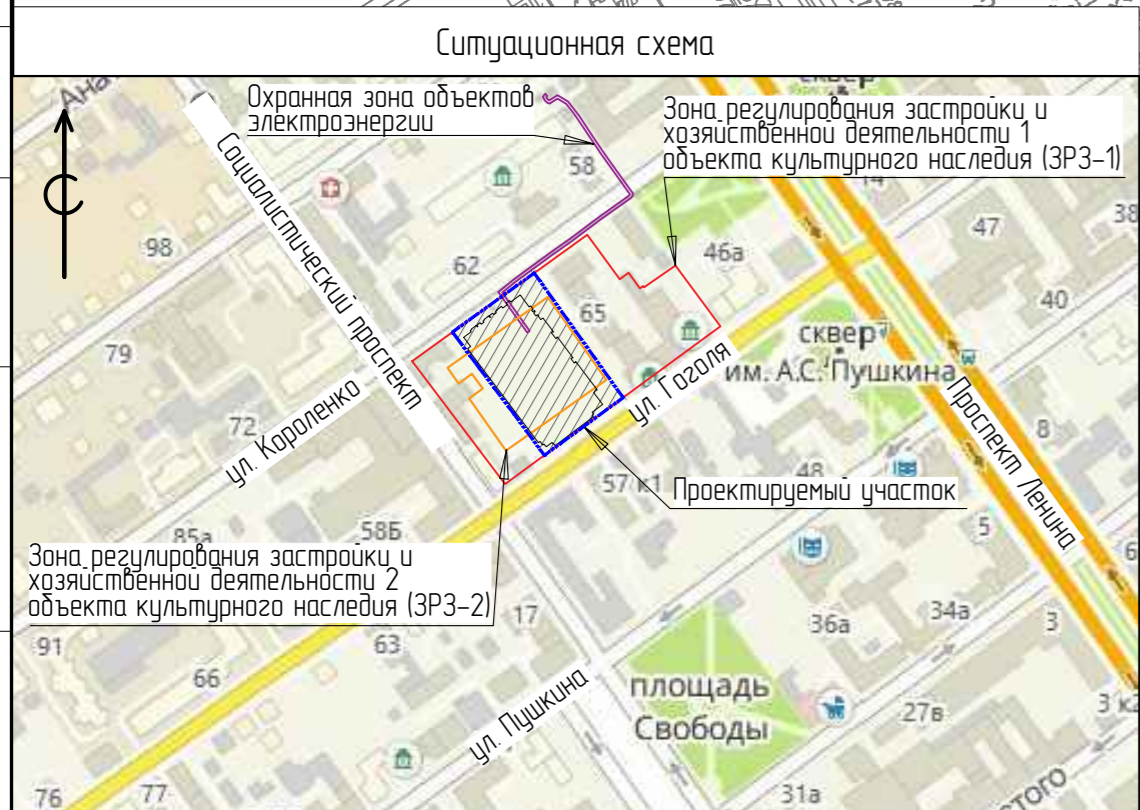 Ситуационная схема
Охранная зона объектов
электроэнергии
Зона регулирования застройки и
хозяйственной деятельности 1
объекта культурного наследия (ЗРЗ-1)
Социалистический проспект
58
14
38
98
62
46а
47
40
65
сквер
им. А.С. Пушкина
79
72
ул. Короленко
ул. Гоголя
Проспект Ленина
8
57 к1
48
Проектируемый участок
5
85а
58Б
Зона регулирования застройки и
хозяйственной деятельности 2
объекта культурного наследия (ЗРЗ-2)
17
36а
34а
3
6
91
63
66
ул. Пушкина
площадь
Свободы
27в
76
77
31а